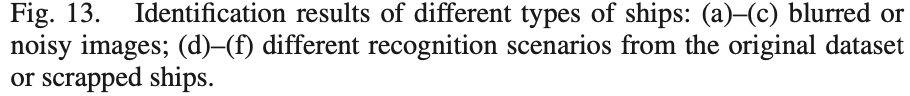 Fig. 13. Identification results of different types of ships: (a)–(c) blurred or
noisy images; (d)–(f) different recognition scenarios from the original dataset
or scrapped ships.